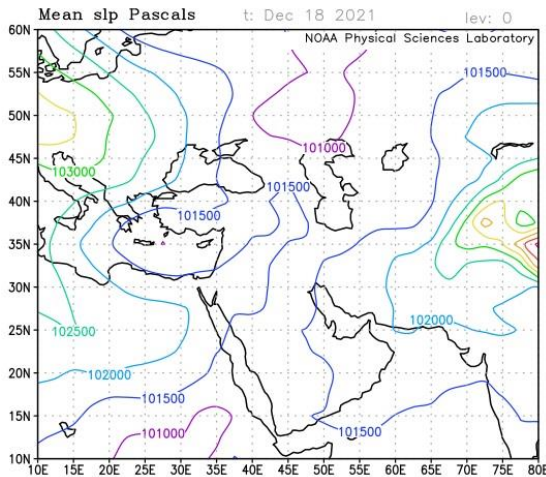 Mean slp Pascals t: Dec 18 2021 lev: 0
NOAA Physical Sciences Laboratory
60N
55N
50N
45N
40N
35N
30N
25N
20N
15N
10N
101500
101000
103000
101500
101500
102500
102000
102000
101500
101000
101500
10E 15E 20E 25E 30E 35E 40E 45E 50E 55E 60E 65E 70E 75E 80E